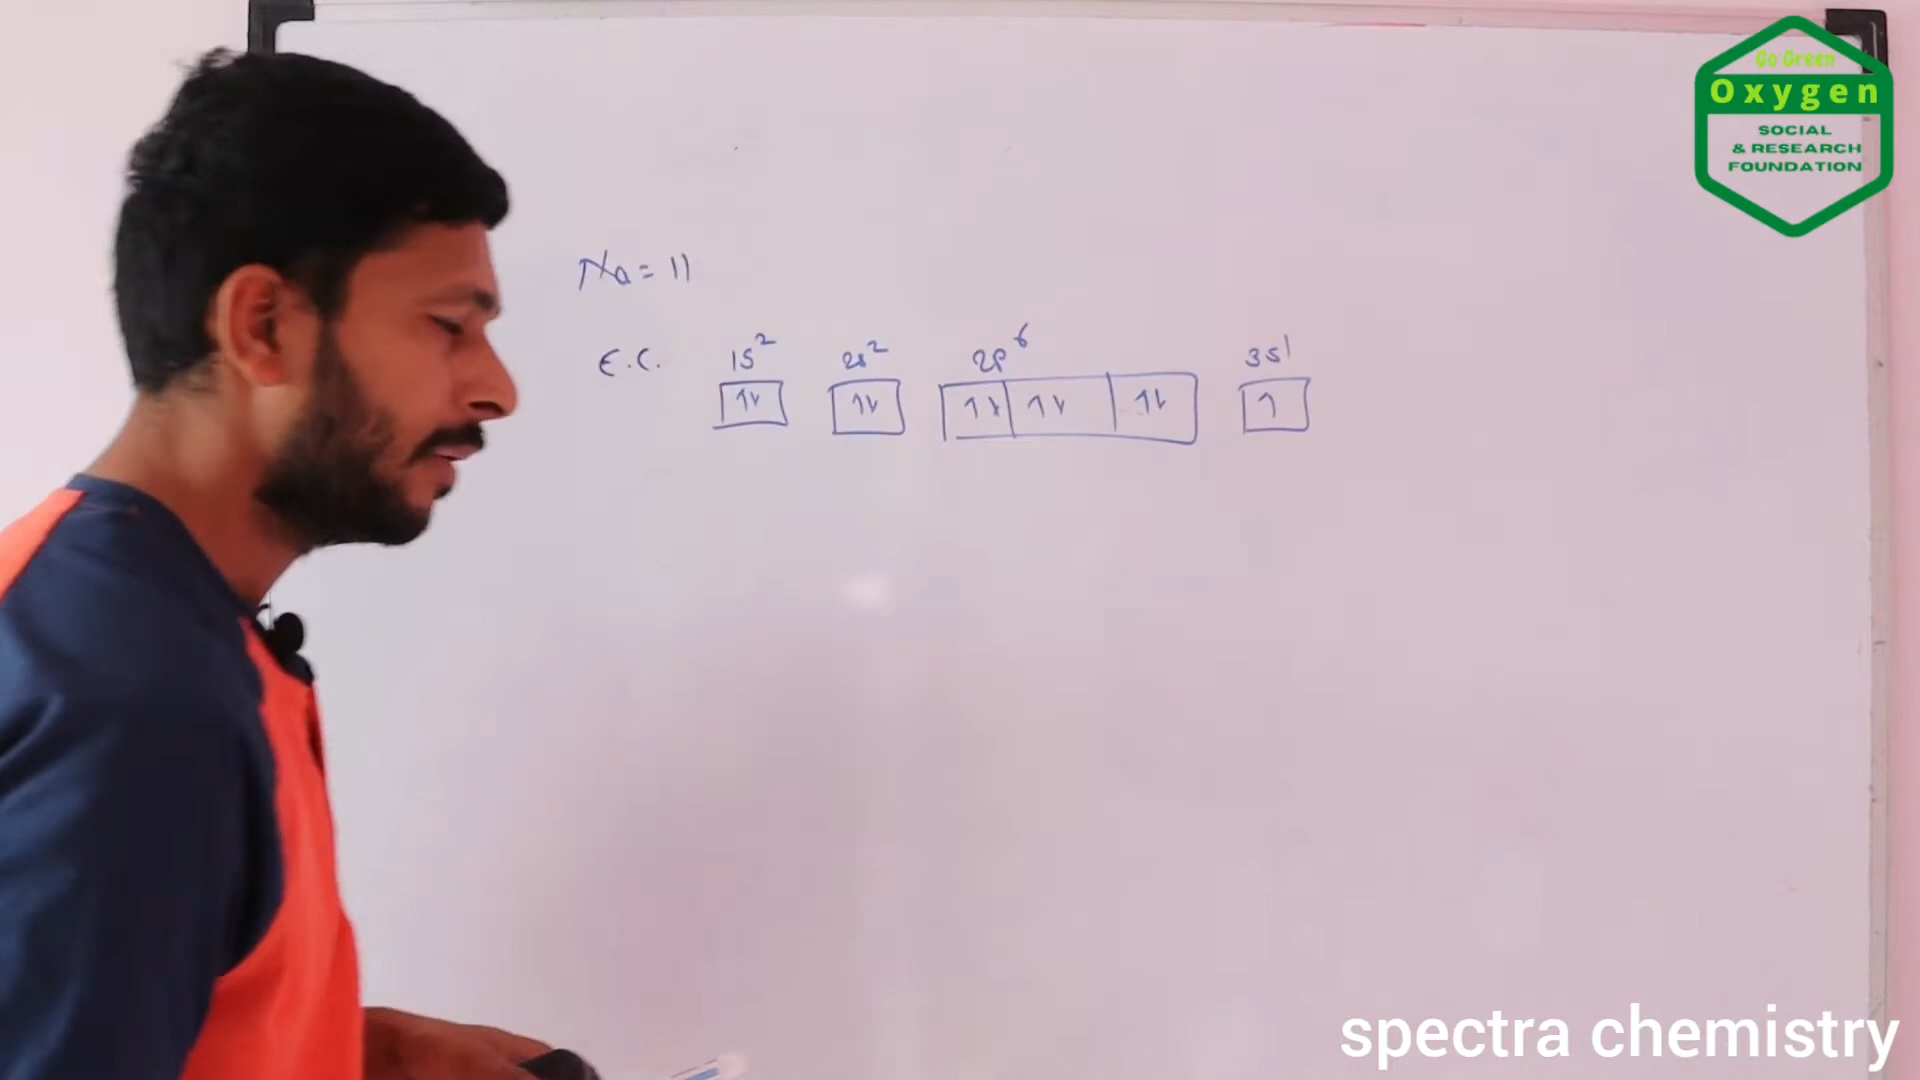 Go Green
Oxygen
SOCIAL
& RESEARCH
FOUNDATION
Na = 11
E.C. 1s² 2s² 2p⁶ 3s¹
↑↓ ↑↓ ↑↓ ↑↓ ↑↓ ↑
spectra chemistry